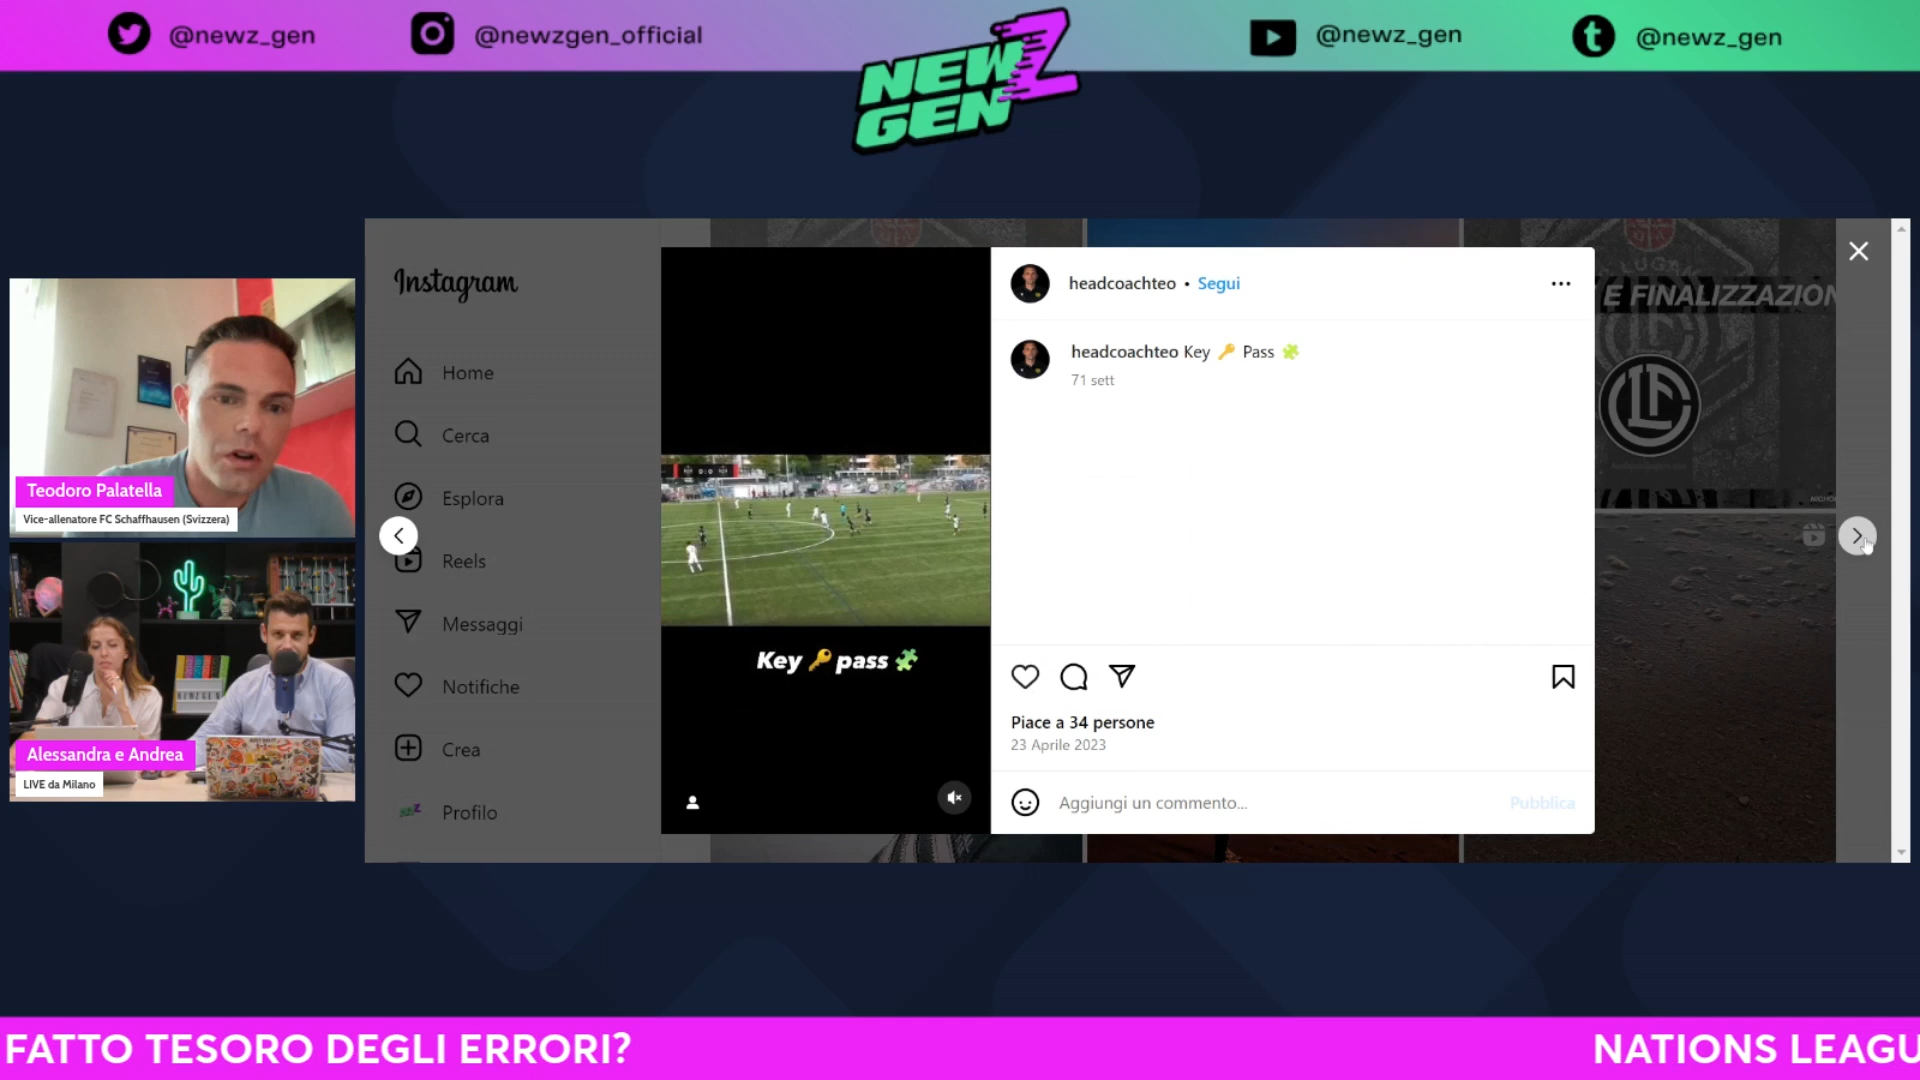 @newz_gen
@newzgen_official
NEWZ
GEN
@newz_gen
@newz_gen
Instagram
Home
Cerca
Esplora
Reels
Messaggi
Notifiche
Crea
Profilo
Teodoro Palatella
Vice-allenatore FC Schaffhausen (Svizzera)
Alessandra e Andrea
LIVE da Milano
Key 🔑 pass 🧩
headcoachteo • Segui
headcoachteo Key 🔑 Pass 🧩
71 sett
Piace a 34 persone
23 Aprile 2023
Aggiungi un commento...
Pubblica
LUGAN
E FINALIZZAZION
FATTO TESORO DEGLI ERRORI?
NATIONS LEAGU